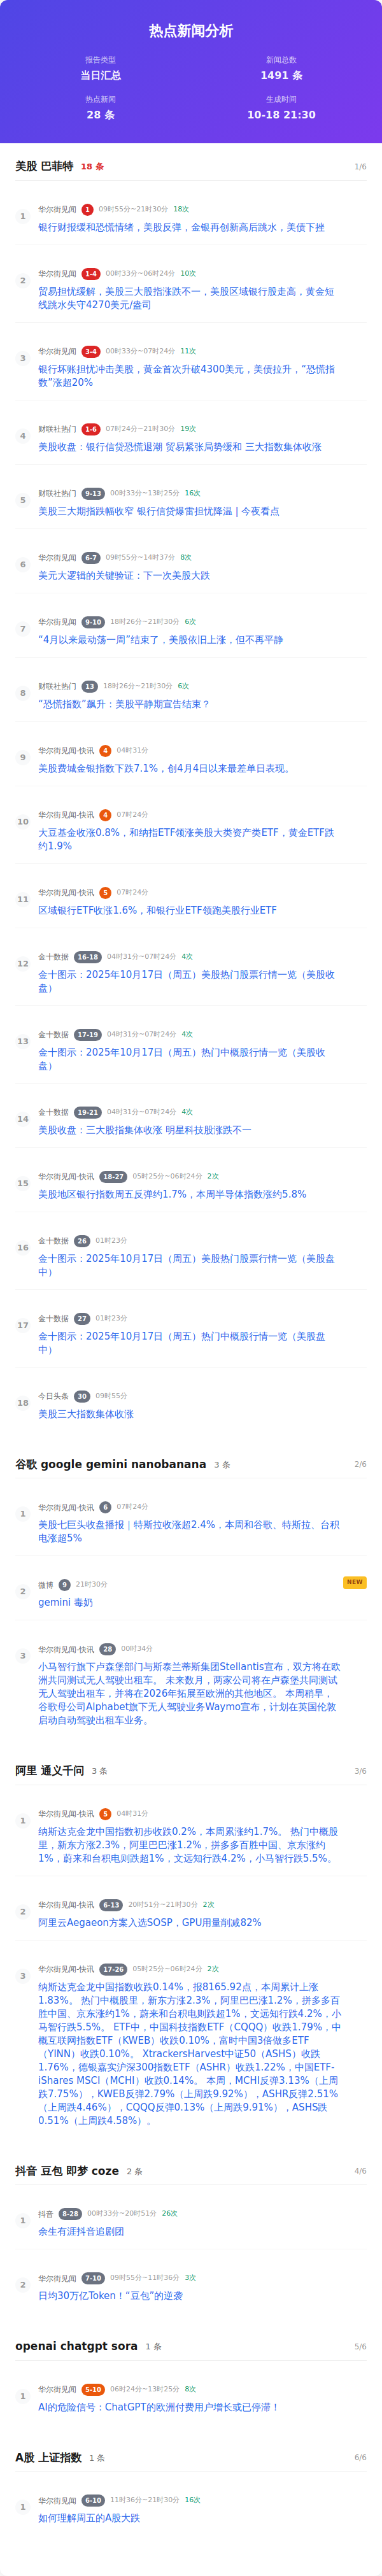 热点新闻分析
报告类型
新闻总数
当日汇总
1491 条
热点新闻
生成时间
28 条
10-18 21:30
美股 巴菲特 18 条 1/6
1
华尔街见闻 1 09时55分~21时30分 18次
银行财报缓和恐慌情绪，美股反弹，金银再创新高后跳水，美债下挫
2
华尔街见闻 1-4 00时33分~06时24分 10次
贸易担忧缓解，美股三大股指涨跌不一，美股区域银行股走高，黄金短
线跳水失守4270美元/盎司
3
华尔街见闻 3-4 00时33分~07时24分 11次
银行坏账担忧冲击美股，黄金首次升破4300美元，美债拉升，“恐慌指
数”涨超20%
4
财联社热门 1-6 07时24分~21时30分 19次
美股收盘：银行信贷恐慌退潮 贸易紧张局势缓和 三大指数集体收涨
5
财联社热门 9-13 00时33分~13时25分 16次
美股三大期指跌幅收窄 银行信贷爆雷担忧降温 | 今夜看点
6
华尔街见闻 6-7 09时55分~14时37分 8次
美元大逻辑的关键验证：下一次美股大跌
7
华尔街见闻 9-10 18时26分~21时30分 6次
“4月以来最动荡一周”结束了，美股依旧上涨，但不再平静
8
财联社热门 13 18时26分~21时30分 6次
“恐慌指数”飙升：美股平静期宣告结束？
9
华尔街见闻-快讯 4 04时31分
美股费城金银指数下跌7.1%，创4月4日以来最差单日表现。
10
华尔街见闻-快讯 4 07时24分
大豆基金收涨0.8%，和纳指ETF领涨美股大类资产类ETF，黄金ETF跌
约1.9%
11
华尔街见闻-快讯 5 07时24分
区域银行ETF收涨1.6%，和银行业ETF领跑美股行业ETF
12
金十数据 16-18 04时31分~07时24分 4次
金十图示：2025年10月17日（周五）美股热门股票行情一览（美股收
盘）
13
金十数据 17-19 04时31分~07时24分 4次
金十图示：2025年10月17日（周五）热门中概股行情一览（美股收
盘）
14
金十数据 19-21 04时31分~07时24分 4次
美股收盘：三大股指集体收涨 明星科技股涨跌不一
15
华尔街见闻-快讯 18-27 05时25分~06时24分 2次
美股地区银行指数周五反弹约1.7%，本周半导体指数涨约5.8%
16
金十数据 26 01时23分
金十图示：2025年10月17日（周五）美股热门股票行情一览（美股盘
中）
17
金十数据 27 01时23分
金十图示：2025年10月17日（周五）热门中概股行情一览（美股盘
中）
18
今日头条 30 09时55分
美股三大指数集体收涨
谷歌 google gemini nanobanana 3 条 2/6
1
华尔街见闻-快讯 6 07时24分
美股七巨头收盘播报｜特斯拉收涨超2.4%，本周和谷歌、特斯拉、台积
电涨超5%
2
微博 9 21时30分 NEW
gemini 毒奶
3
华尔街见闻-快讯 28 00时34分
小马智行旗下卢森堡部门与斯泰兰蒂斯集团Stellantis宣布，双方将在欧
洲共同测试无人驾驶出租车。 未来数月，两家公司将在卢森堡共同测试
无人驾驶出租车，并将在2026年拓展至欧洲的其他地区。 本周稍早，
谷歌母公司Alphabet旗下无人驾驶业务Waymo宣布，计划在英国伦敦
启动自动驾驶出租车业务。
阿里 通义千问 3 条 3/6
1
华尔街见闻-快讯 5 04时31分
纳斯达克金龙中国指数初步收跌0.2%，本周累涨约1.7%。 热门中概股
里，新东方涨2.3%，阿里巴巴涨1.2%，拼多多百胜中国、京东涨约
1%，蔚来和台积电则跌超1%，文远知行跌4.2%，小马智行跌5.5%。
2
华尔街见闻-快讯 6-13 20时51分~21时30分 2次
阿里云Aegaeon方案入选SOSP，GPU用量削减82%
3
华尔街见闻-快讯 17-26 05时25分~06时24分 2次
纳斯达克金龙中国指数收跌0.14%，报8165.92点，本周累计上涨
1.83%。 热门中概股里，新东方涨2.3%，阿里巴巴涨1.2%，拼多多百
胜中国、京东涨约1%，蔚来和台积电则跌超1%，文远知行跌4.2%，小
马智行跌5.5%。 ETF中，中国科技指数ETF（CQQQ）收跌1.79%，中
概互联网指数ETF（KWEB）收跌0.10%，富时中国3倍做多ETF
（YINN）收跌0.10%。 XtrackersHarvest中证50（ASHS）收跌
1.76%，德银嘉实沪深300指数ETF（ASHR）收跌1.22%，中国ETF-
iShares MSCI（MCHI）收跌0.14%。 本周，MCHI反弹3.13%（上周
跌7.75%），KWEB反弹2.79%（上周跌9.92%），ASHR反弹2.51%
（上周跌4.46%），CQQQ反弹0.13%（上周跌9.91%），ASHS跌
0.51%（上周跌4.58%）。
抖音 豆包 即梦 coze 2 条 4/6
1
抖音 8-28 00时33分~20时51分 26次
余生有涯抖音追剧团
2
华尔街见闻 7-10 09时55分~11时36分 3次
日均30万亿Token！“豆包”的逆袭
openai chatgpt sora 1 条 5/6
1
华尔街见闻 5-10 06时24分~13时25分 8次
AI的危险信号：ChatGPT的欧洲付费用户增长或已停滞！
A股 上证指数 1 条 6/6
1
华尔街见闻 6-10 11时36分~21时30分 16次
如何理解周五的A股大跌